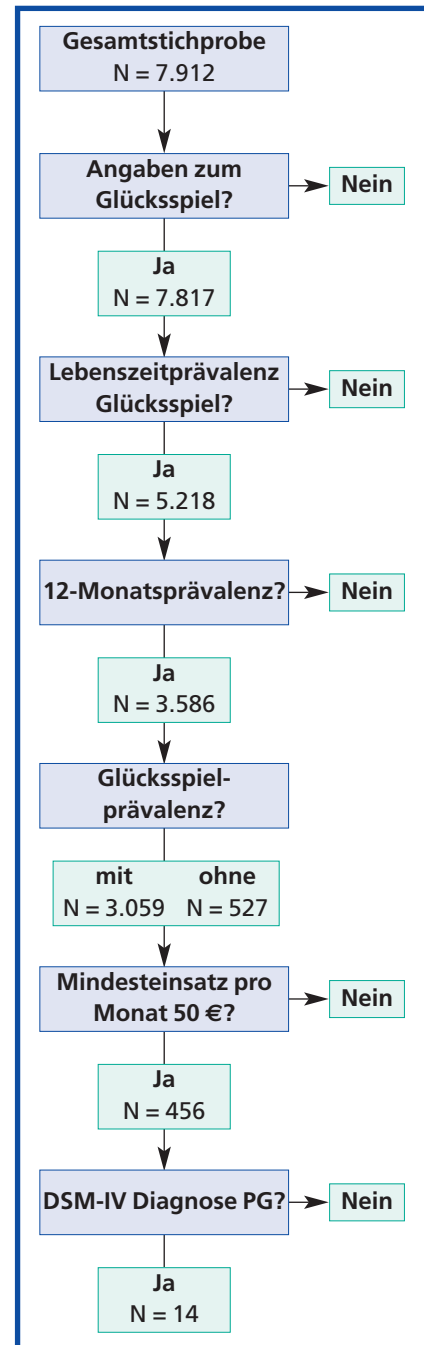 Gesamtstichprobe
N = 7.912
Angaben zum
Glücksspiel?
Nein
Ja
N = 7.817
Lebenszeitprävalenz
Glücksspiel?
Nein
Ja
N = 5.218
12-Monatsprävalenz?
Nein
Ja
N = 3.586
Glücksspiel-
prävalenz?
mit ohne
N = 3.059 N = 527
Mindesteinsatz pro
Monat 50 €?
Nein
Ja
N = 456
DSM-IV Diagnose PG?
Nein
Ja
N = 14